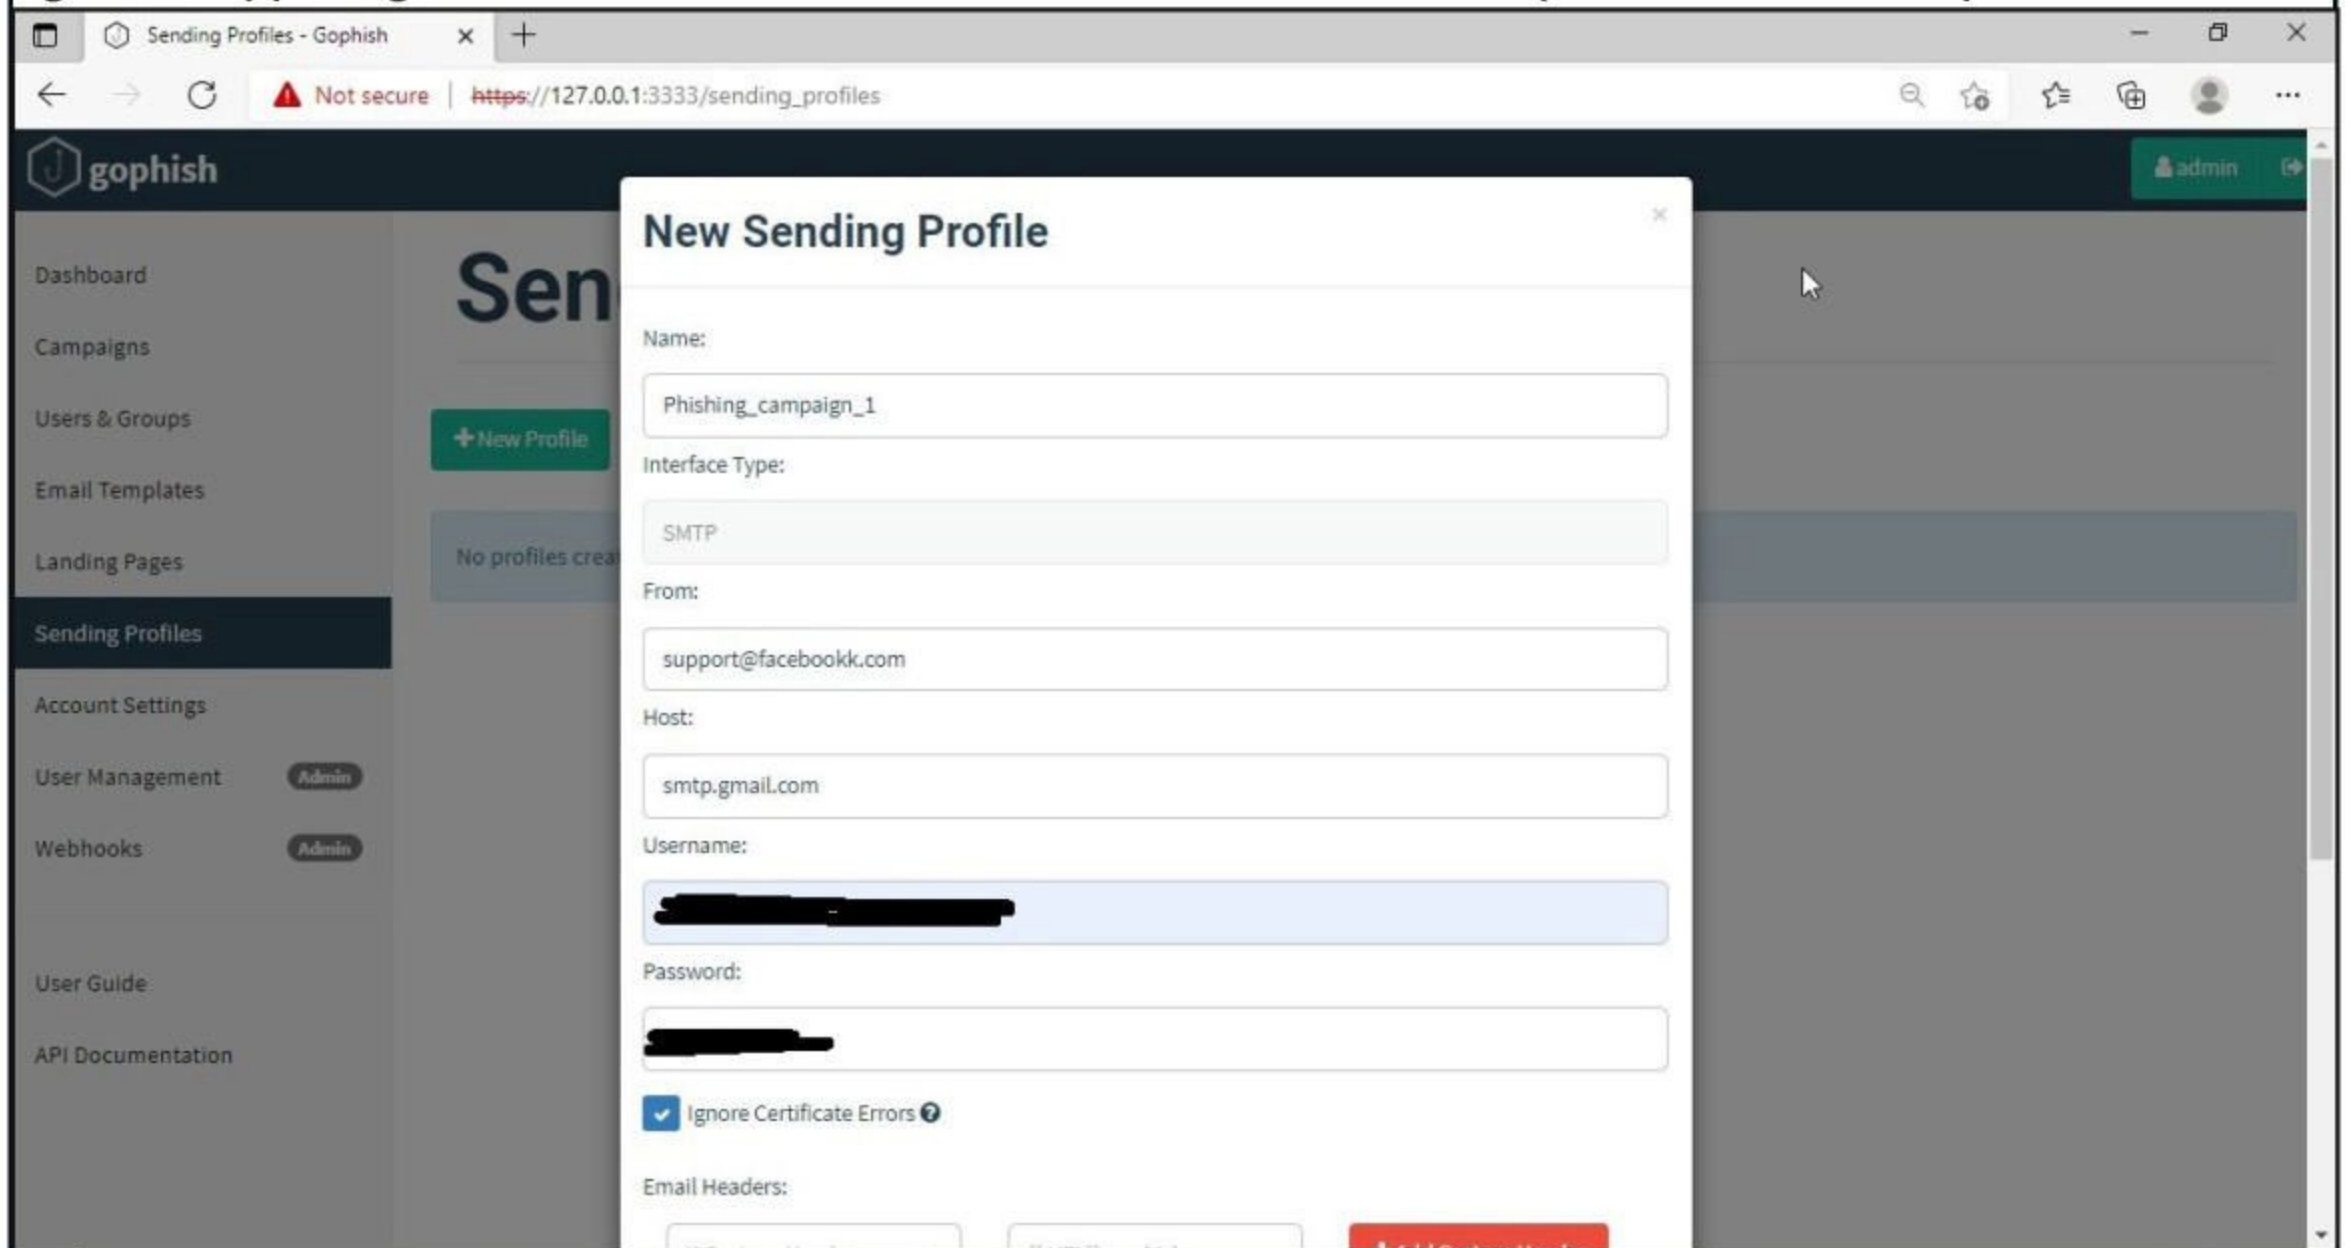 Sending Profiles - Gophish
Not secure | https://127.0.0.1:3333/sending_profiles
gophish
admin
New Sending Profile
Dashboard
Sen
Name:
Campaigns
Phishing_campaign_1
Users & Groups
New Profile
Interface Type:
Email Templates
SMTP
No profiles crea
Landing Pages
From:
Sending Profiles
support@facebookk.com
Account Settings
Host:
User Management Admin
smtp.gmail.com
Webhooks Admin
Username:
Password:
User Guide
API Documentation
Ignore Certificate Errors
Email Headers: